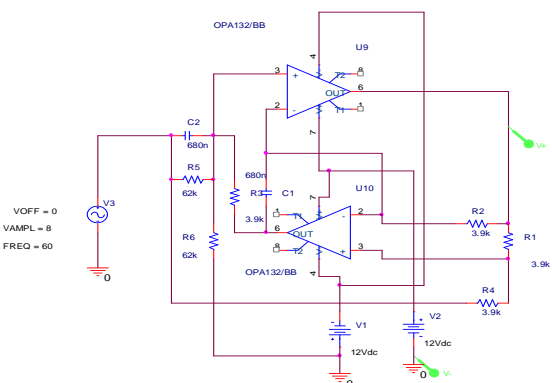 OPA132/BB
U9
4
3
+
T2
8
OUT
6
2
-
T1
1
7
C2
680n
R5
62k
680n
R3
C1
3.9k
U10
7
1
T1
-
2
6
OUT
8
T2
+
3
4
OPA132/BB
R6
62k
VOFF = 0
VAMPL = 8
FREQ = 60
V3
0
R2
3.9k
R1
3.9k
R4
3.9k
V1
12Vdc
V2
12Vdc
0
0
V+
V-